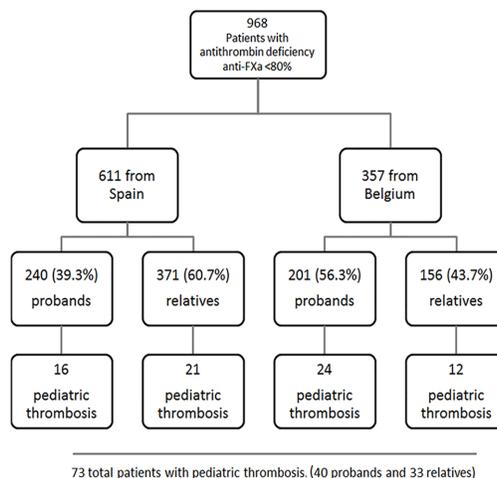 968
Patients with
antithrombin deficiency
anti-FXa <80%
611 from
Spain
357 from
Belgium
240 (39.3%)
probands
371 (60.7%)
relatives
201 (56.3%)
probands
156 (43.7%)
relatives
16
pediatric
thrombosis
21
pediatric
thrombosis
24
pediatric
thrombosis
12
pediatric
thrombosis
73 total patients with pediatric thrombosis. (40 probands and 33 relatives)